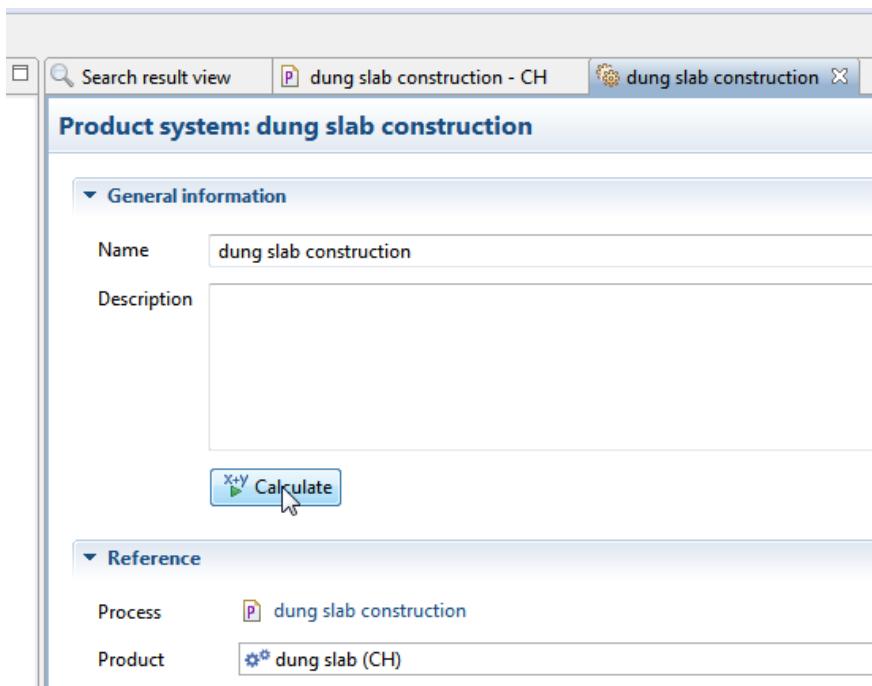 Search result view
P dung slab construction - CH
dung slab construction
Product system: dung slab construction
General information
Name dung slab construction
Description
x+y Calculate
Reference
Process P dung slab construction
Product dung slab (CH)